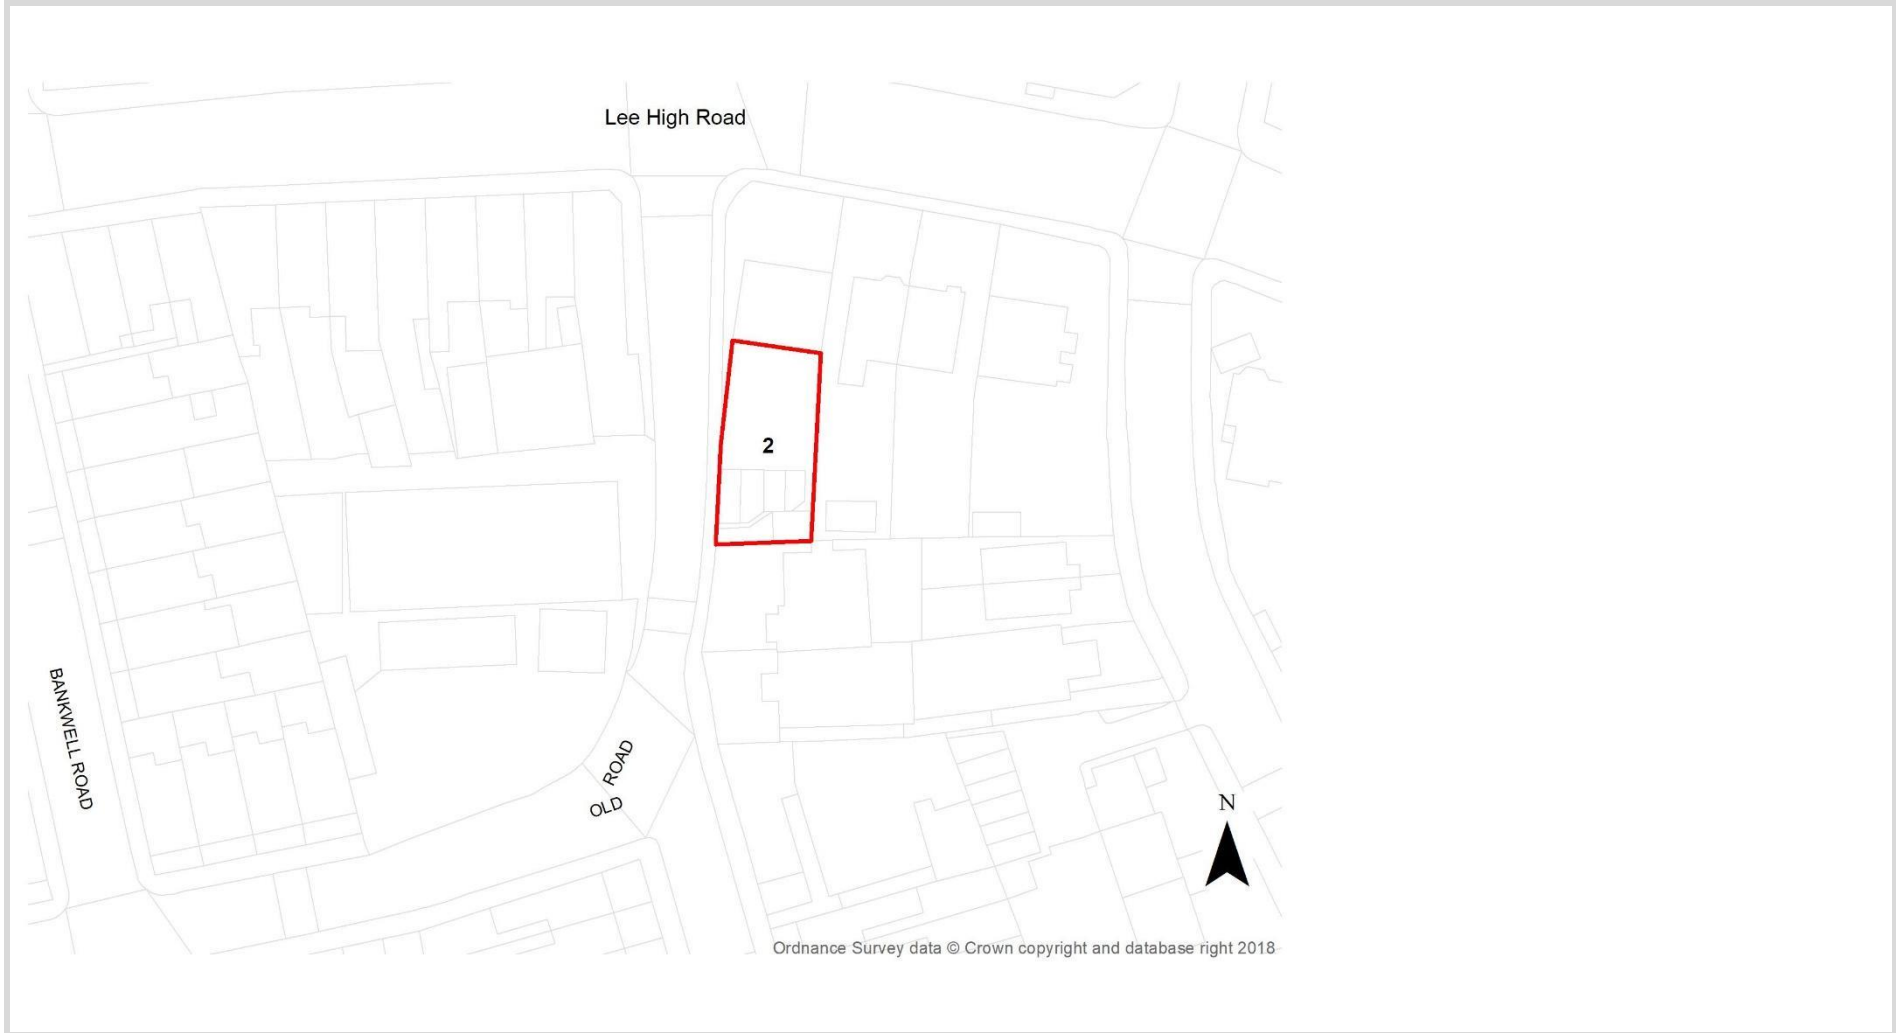 Lee High Road
2
BANKWELL ROAD
OLD ROAD
N
Ordnance Survey data © Crown copyright and database right 2018